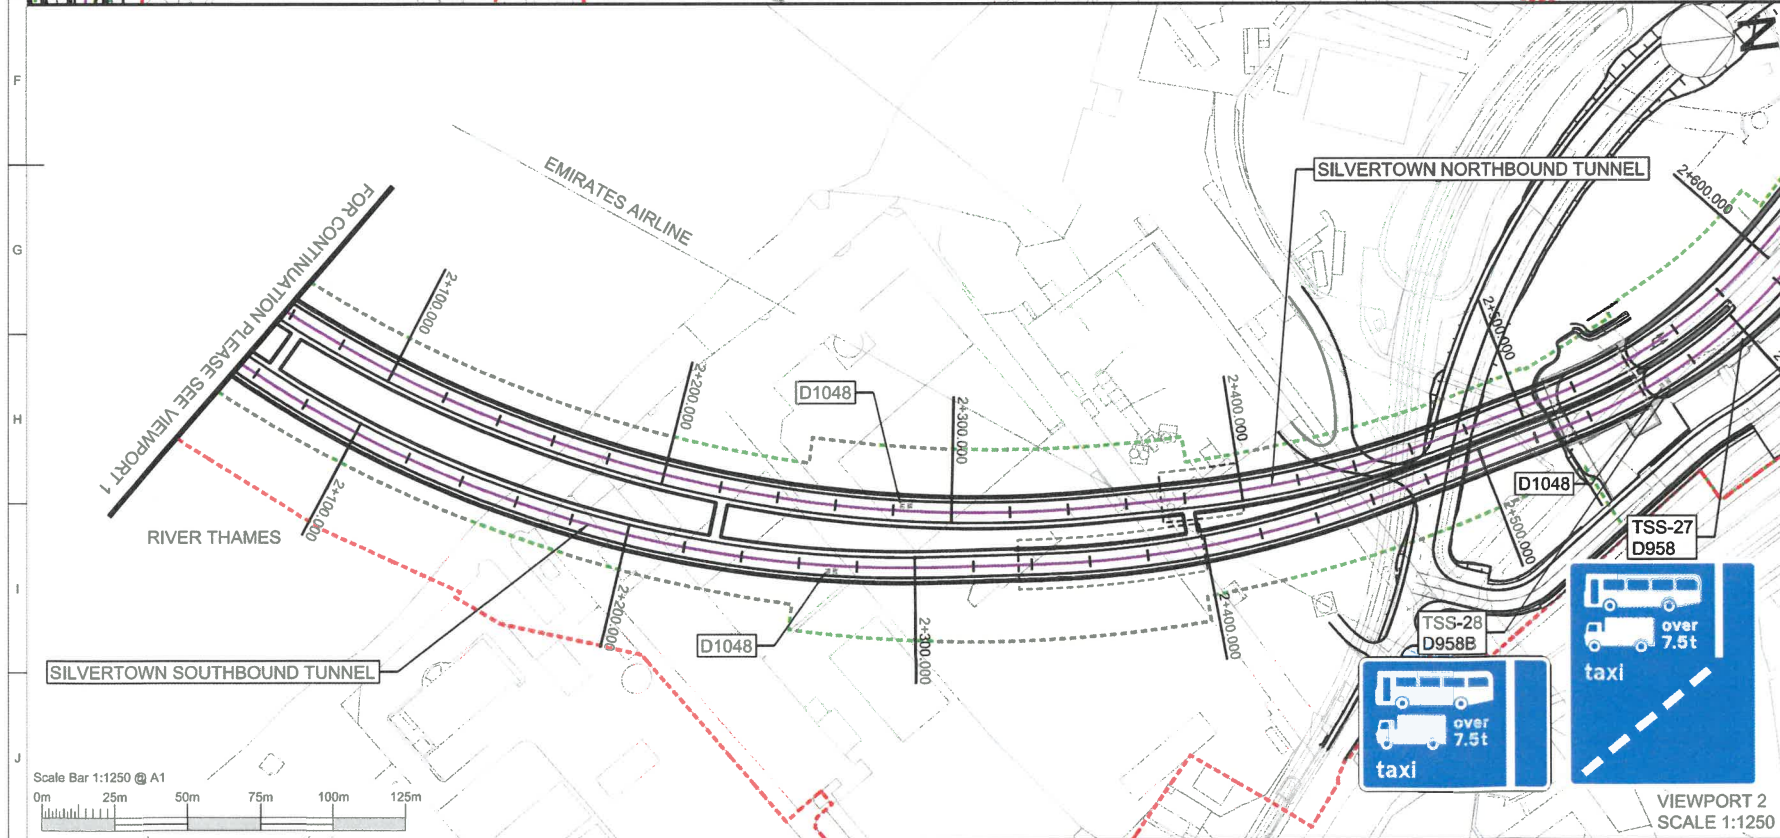 F
G
H
I
J
N
EMIRATES AIRLINE
SILVERTOWN NORTHBOUND TUNNEL
2+600.000
FOR CONTINUATION PLEASE SEE VIEWPORT 1
2+100.000
2+200.000
D1048
2+300.000
2+400.000
2+500.000
RIVER THAMES
2+100.000
2+200.000
2+300.000
2+400.000
2+500.000
D1048
TSS-27
D958
D1048
TSS-28
D958B
SILVERTOWN SOUTHBOUND TUNNEL
over
7.5t
taxi
over
7.5t
taxi
Scale Bar 1:1250 @ A1
0m 25m 50m 75m 100m 125m
VIEWPORT 2
SCALE 1:1250